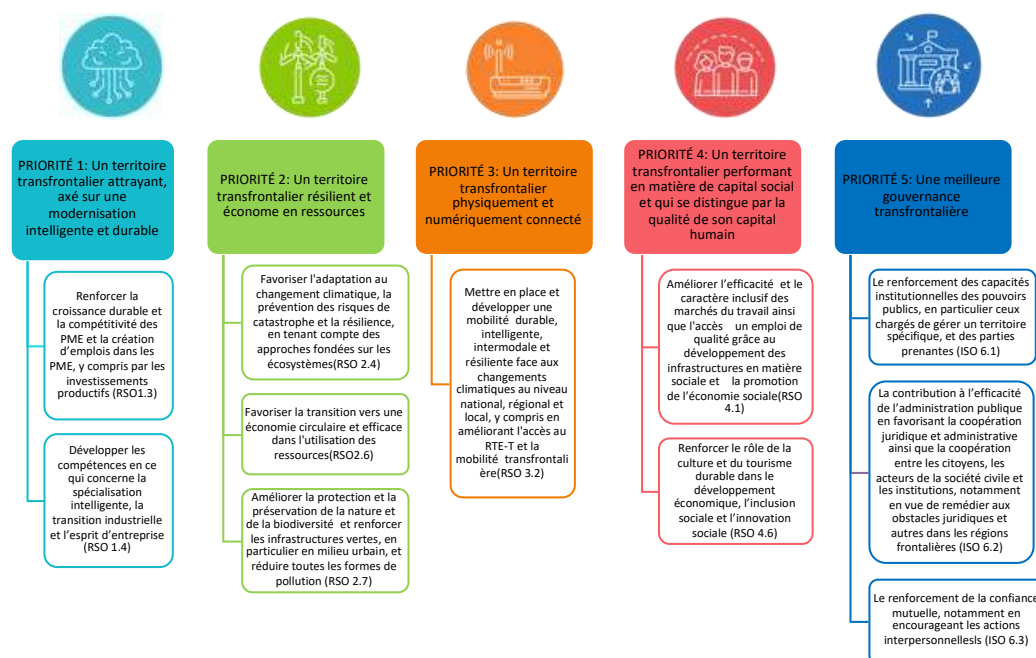 PRIORITÉ 1: Un territoire
transfrontalier attrayant,
axé sur une
modernisation
intelligente et durable
Renforcer la
croissance durable et
la compétitivité des
PME et la création
d'emplois dans les
PME, y compris par les
investissements
productifs (RSO1.3)
Développer les
compétences en ce
qui concerne la
spécialisation
intelligente, la
transition industrielle
et l'esprit d'entreprise
(RSO 1.4)
PRIORITÉ 2: Un territoire
transfrontalier résilient et
économe en ressources
Favoriser l'adaptation au
changement climatique, la
prévention des risques de
catastrophe et la résilience,
en tenant compte des
approches fondées sur les
écosystèmes(RSO 2.4)
Favoriser la transition vers une
économie circulaire et efficace
dans l'utilisation des
ressources(RSO2.6)
Améliorer la protection et la
préservation de la nature et
de la biodiversité et renforcer
les infrastructures vertes, en
particulier en milieu urbain, et
réduire toutes les formes de
pollution (RSO 2.7)
PRIORITÉ 3: Un territoire
transfrontalier
physiquement et
numériquement connecté
Mettre en place et
développer une
mobilité durable,
intelligente,
intermodale et
résiliente face aux
changements
climatiques au niveau
national, régional et
local, y compris en
améliorant l'accès au
RTE-T et la
mobilité transfrontali
ère(RSO 3.2)
PRIORITÉ 4: Un territoire
transfrontalier performant
en matière de capital social
et qui se distingue par la
qualité de son capital
humain
Améliorer l'efficacité et le
caractère inclusif des
marchés du travail ainsi
que l'accès un emploi de
qualité grâce au
développement des
infrastructures en matière
sociale et la promotion
de l'économie sociale(RSO
4.1)
Renforcer le rôle de la
culture et du tourisme
durable dans le
développement
économique, l'inclusion
sociale et l'innovation
sociale (RSO 4.6)
PRIORITÉ 5: Une meilleure
gouvernance
transfrontalière
Le renforcement des capacités
institutionnelles des pouvoirs
publics, en particulier ceux
chargés de gérer un territoire
spécifique, et des parties
prenantes (ISO 6.1)
La contribution à l'efficacité
de l'administration publique
en favorisant la coopération
juridique et administrative
ainsi que la coopération
entre les citoyens, les
acteurs de la société civile et
les institutions, notamment
en vue de remédier aux
obstacles juridiques et
autres dans les régions
frontalières (ISO 6.2)
Le renforcement de la confiance
mutuelle, notamment en
encourageant les actions
interpersonnellesls (ISO 6.3)